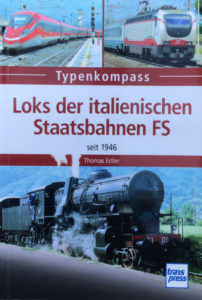 Typenkompass
Loks der italienischen
Staatsbahnen FS
seit 1946
Thomas Estler
trans
press